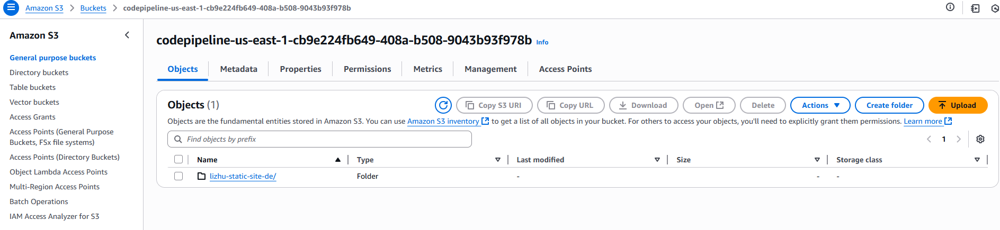 Amazon S3 > Buckets > codepipeline-us-east-1-cb9e224fb649-408a-b508-9043b93f978b
Amazon S3
General purpose buckets
Directory buckets
Table buckets
Vector buckets
Access Grants
Access Points (General Purpose
Buckets, FSx file systems)
Access Points (Directory Buckets)
Object Lambda Access Points
Multi-Region Access Points
Batch Operations
IAM Access Analyzer for S3
codepipeline-us-east-1-cb9e224fb649-408a-b508-9043b93f978b Info
Objects Metadata Properties Permissions Metrics Management Access Points
Objects (1) Copy S3 URI Copy URL Download Open Delete Actions Create folder Upload
Objects are the fundamental entities stored in Amazon S3. You can use Amazon S3 inventory to get a list of all objects in your bucket. For others to access your objects, you'll need to explicitly grant them permissions. Learn more
Find objects by prefix 1
Name Type Last modified Size Storage class
lizhu-static-site-de/ Folder - - -